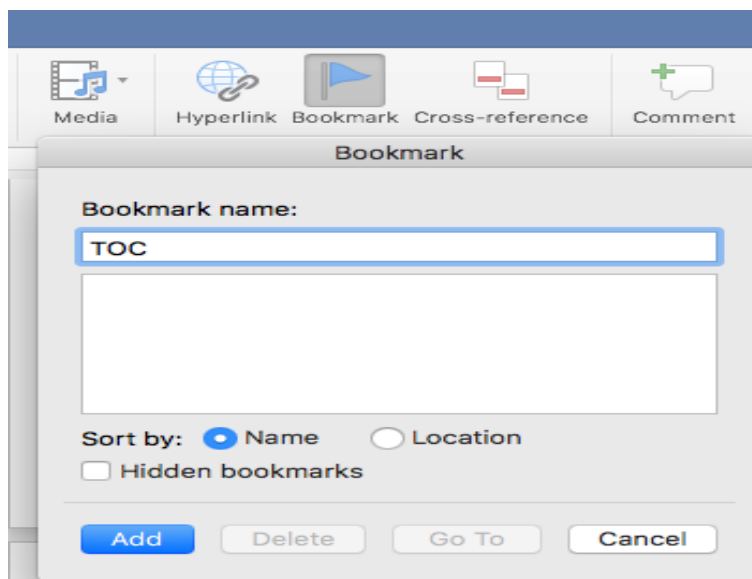 Media Hyperlink Bookmark Cross-reference Comment
Bookmark
Bookmark name:
TOC
Sort by: Name Location
Hidden bookmarks
Add Delete Go To Cancel